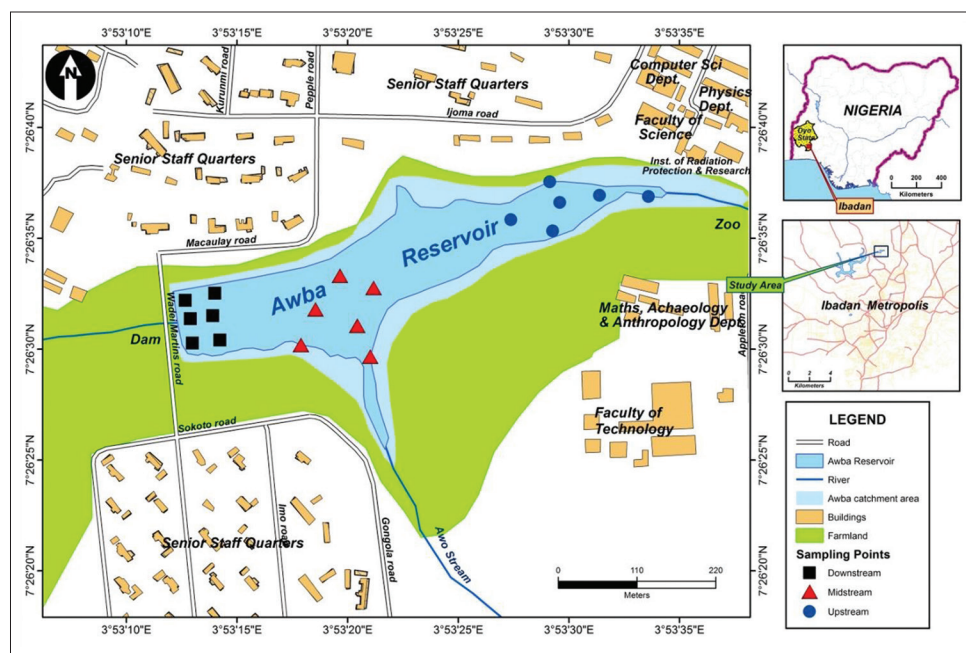 3°53'10"E
3°53'15"E
3°53'20"E
3°53'25"E
3°53'30"E
3°53'35"E
7°26'40"N
7°26'35"N
7°26'30"N
7°26'25"N
7°26'20"N
N
Kurunmi road
Pepple road
Senior Staff Quarters
Ijoma road
Computer Sci
Dept.
Physics
Dept.
Faculty of
Science
Inst. of Radiation
Protection & Research
Senior Staff Quarters
Macaulay road
Zoo
Reservoir
Awba
Wadei Martins road
Dam
Maths, Achaeology
& Anthropology Dept.
Appleton road
Faculty of
Technology
Sokoto road
Senior Staff Quarters
Imo road
Gongola road
Awo Stream
0 110 220
Meters
7°26'40"N
7°26'35"N
7°26'30"N
7°26'25"N
7°26'20"N
3°53'10"E
3°53'15"E
3°53'20"E
3°53'25"E
3°53'30"E
3°53'35"E
NIGERIA
Oyo
State
0 200 400
Kilometers
Ibadan
Study Area
Ibadan Metropolis
0 2 4
Kilometers
LEGEND
Road
Awba Reservoir
River
Awba catchment area
Buildings
Farmland
Sampling Points
Downstream
Midstream
Upstream